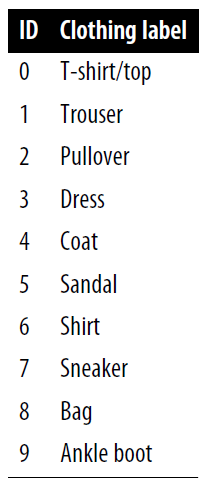 ID Clothing label
0 T-shirt/top
1 Trouser
2 Pullover
3 Dress
4 Coat
5 Sandal
6 Shirt
7 Sneaker
8 Bag
9 Ankle boot